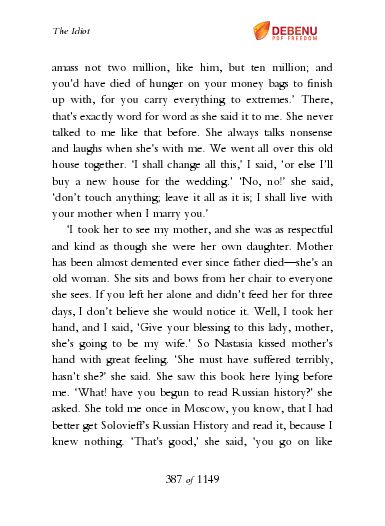 The Idiot
DEBENU
PDF FREEDOM
amass not two million, like him, but ten million; and
you'd have died of hunger on your money bags to finish
up with, for you carry everything to extremes.' There,
that's exactly word for word as she said it to me. She never
talked to me like that before. She always talks nonsense
and laughs when she's with me. We went all over this old
house together. 'I shall change all this,' I said, 'or else I'll
buy a new house for the wedding.' 'No, no!' she said,
'don't touch anything; leave it all as it is; I shall live with
your mother when I marry you.'
'I took her to see my mother, and she was as respectful
and kind as though she were her own daughter. Mother
has been almost demented ever since father died—she's an
old woman. She sits and bows from her chair to everyone
she sees. If you left her alone and didn't feed her for three
days, I don't believe she would notice it. Well, I took her
hand, and I said, 'Give your blessing to this lady, mother,
she's going to be my wife.' So Nastasia kissed mother's
hand with great feeling. 'She must have suffered terribly,
hasn't she?' she said. She saw this book here lying before
me. 'What! have you begun to read Russian history?' she
asked. She told me once in Moscow, you know, that I had
better get Solovieff's Russian History and read it, because I
knew nothing. 'That's good,' she said, 'you go on like
387 of 1149